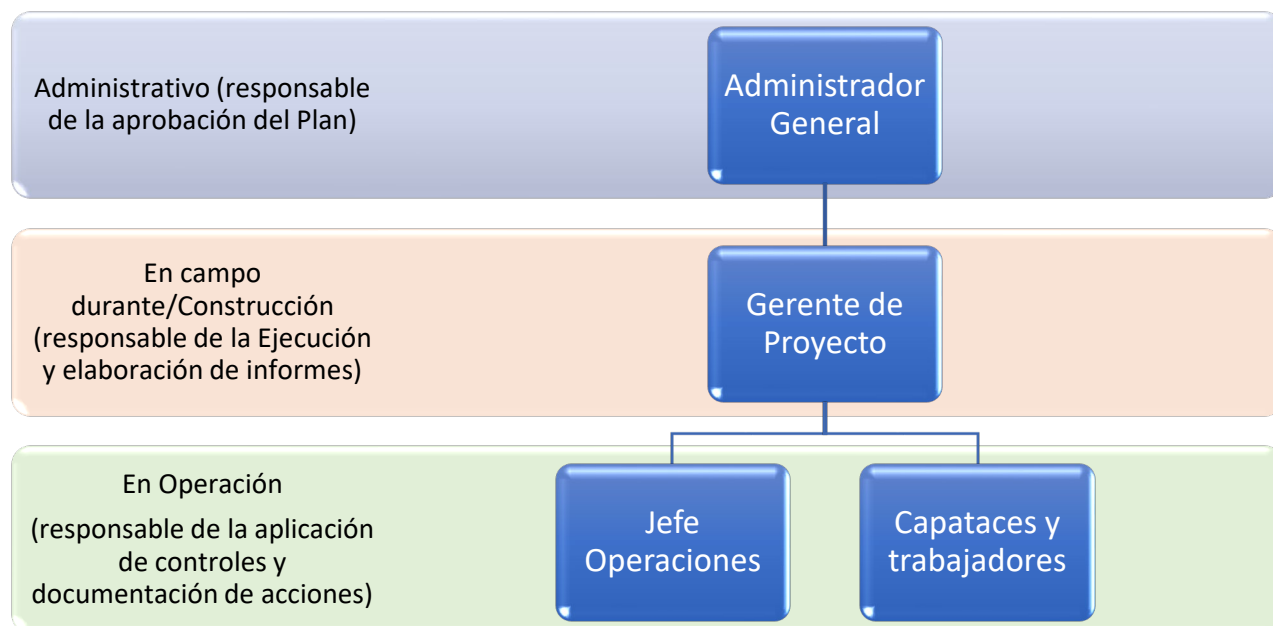 Administrativo (responsable
de la aprobación del Plan)
Administrador
General
En campo
durante/Construcción
(responsable de la Ejecución
y elaboración de informes)
Gerente de
Proyecto
En Operación
(responsable de la aplicación
de controles y
documentación de acciones)
Jefe
Operaciones
Capataces y
trabajadores